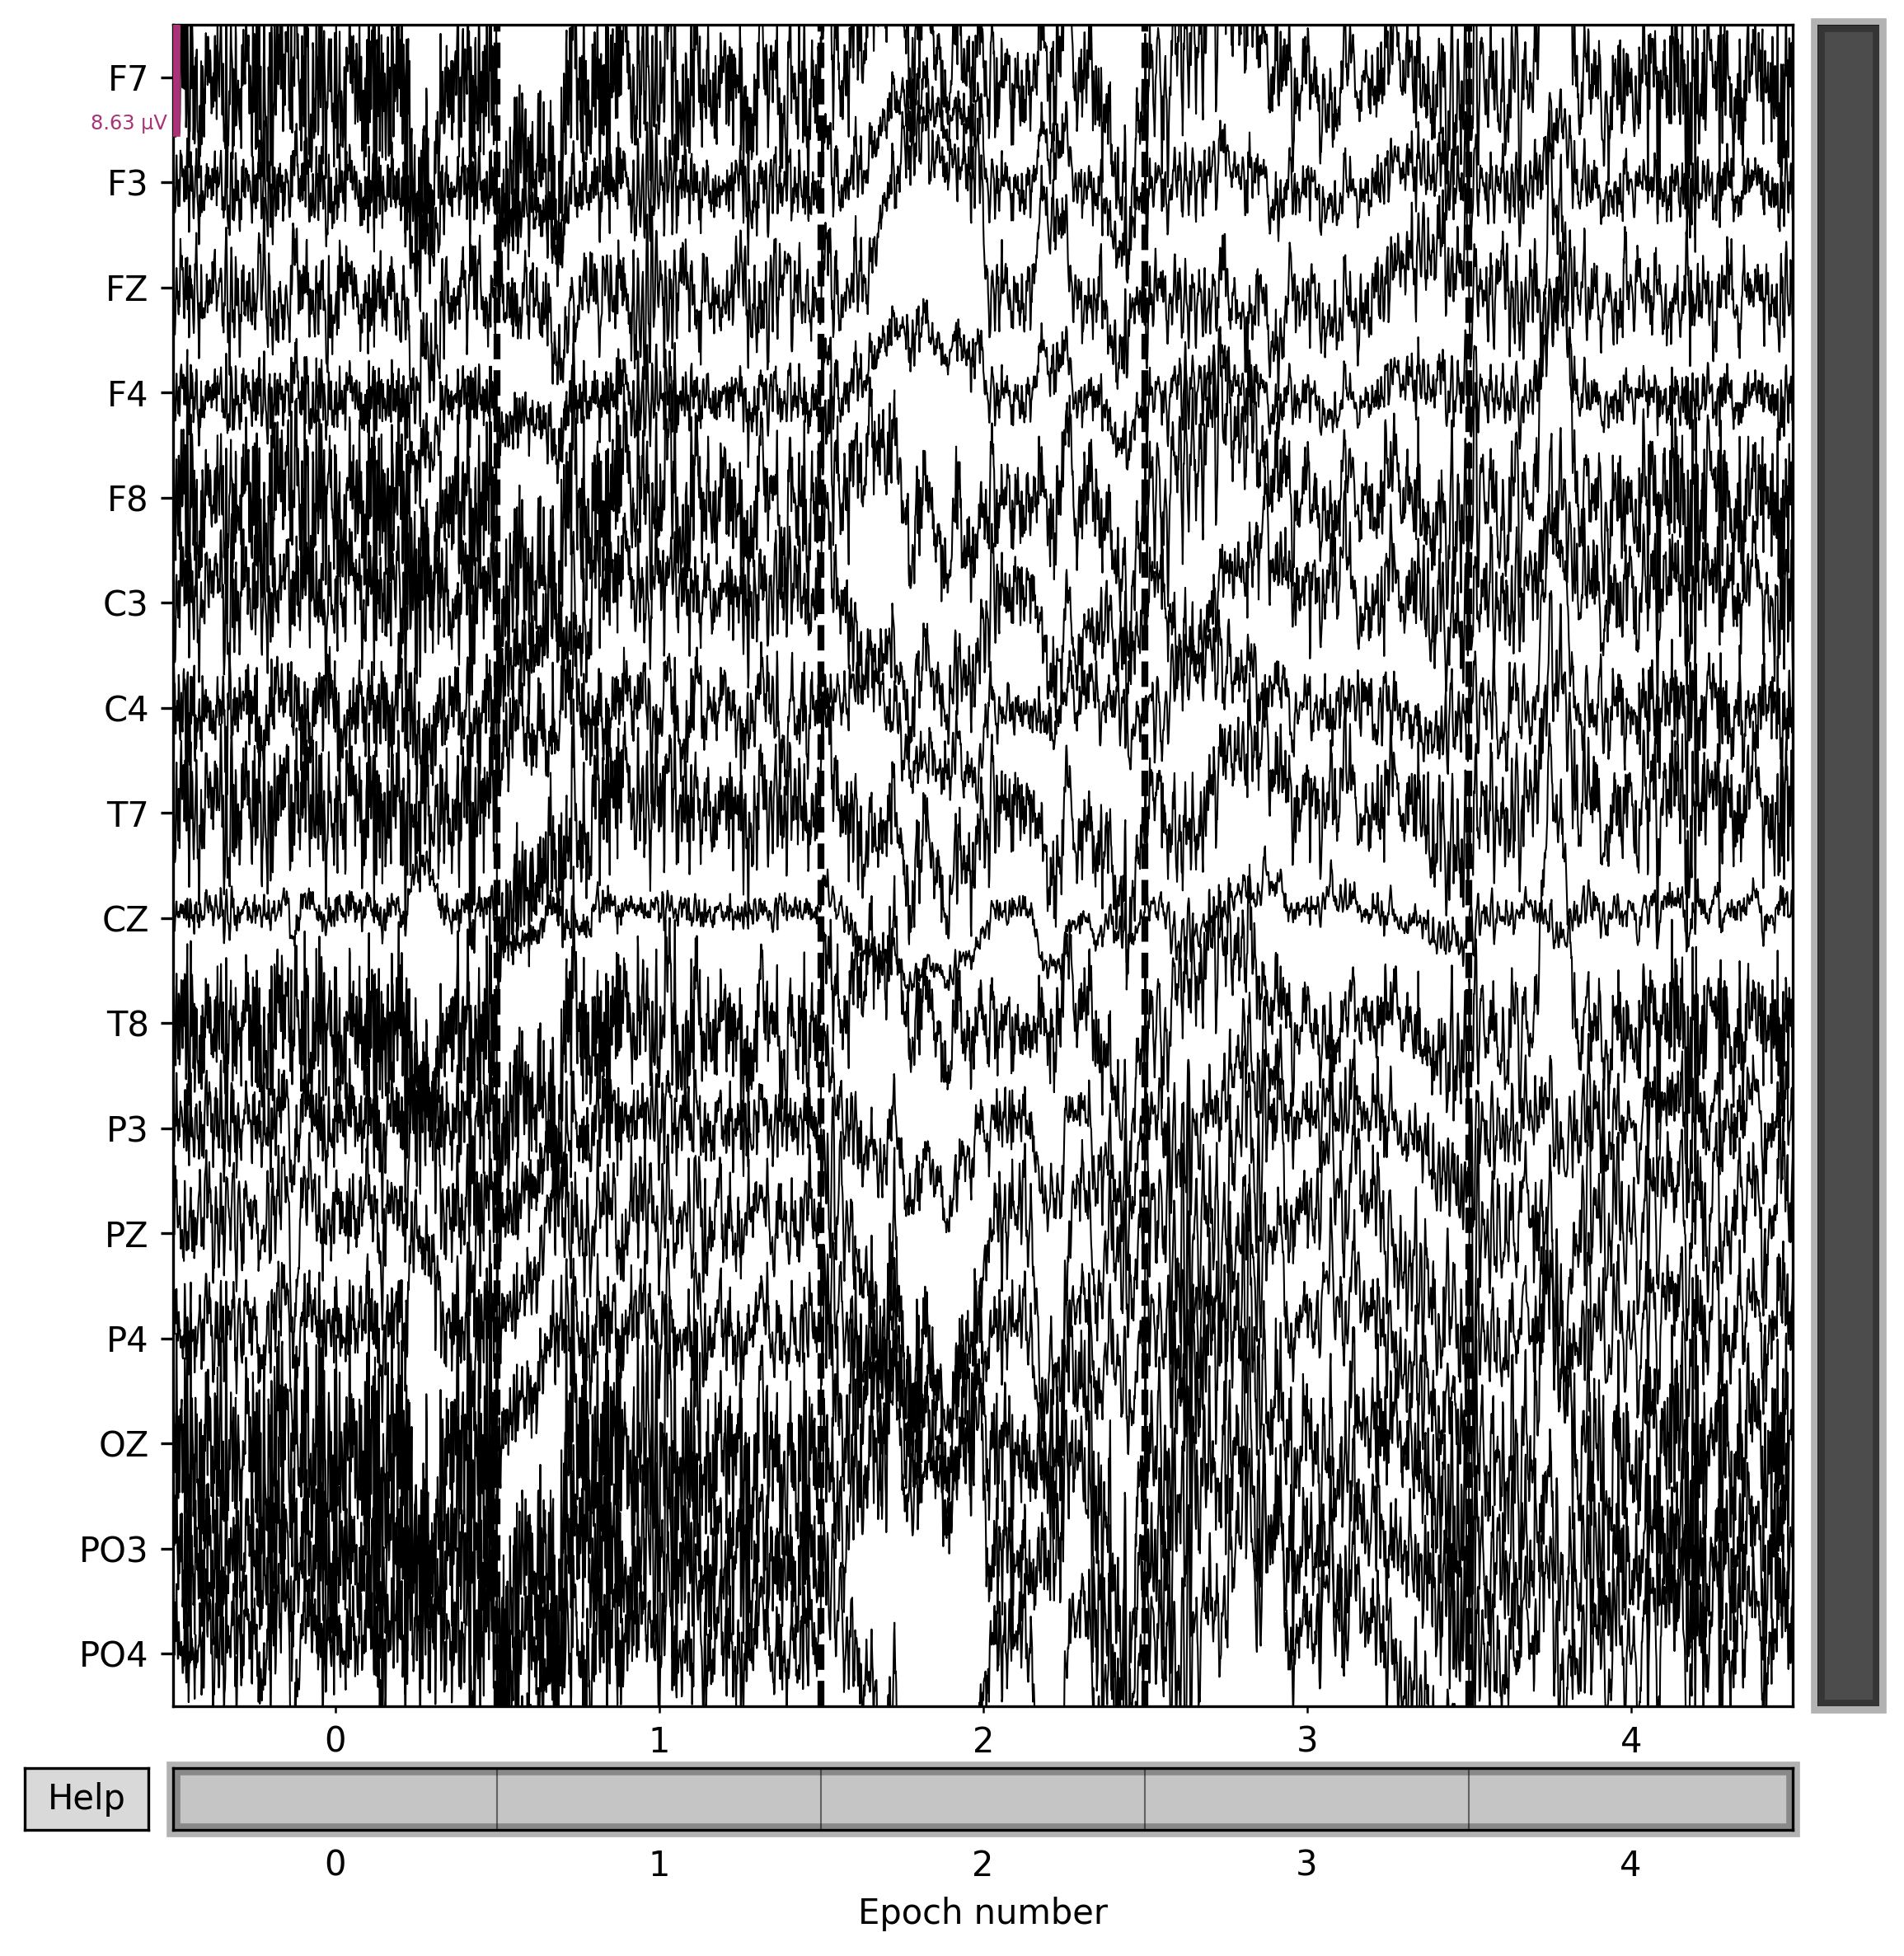 F7
8.63 µV
F3
FZ
F4
F8
C3
C4
T7
CZ
T8
P3
PZ
P4
OZ
PO3
PO4
0 1 2 3 4
Help
0 1 2 3 4
Epoch number